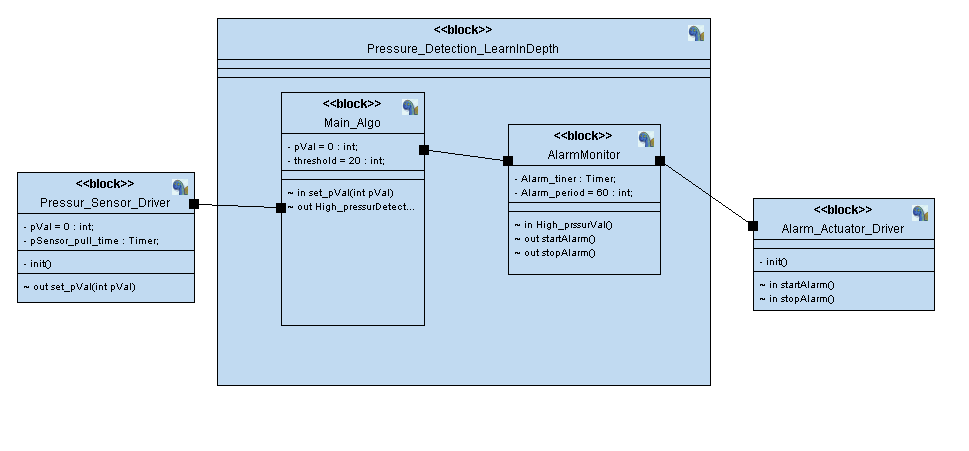 <<block>>
Pressure_Detection_LearnInDepth
<<block>>
Main_Algo
- pVal = 0 : int;
- threshold = 20 : int;
~ in set_pVal(int pVal)
~ out High_pressurDetect...
<<block>>
AlarmMonitor
- Alarm_tiner : Timer;
- Alarm_period = 60 : int;
~ in High_prssurVal()
~ out startAlarm()
~ out stopAlarm()
<<block>>
Pressur_Sensor_Driver
- pVal = 0 : int;
- pSensor_pull_time : Timer;
- init()
~ out set_pVal(int pVal)
<<block>>
Alarm_Actuator_Driver
- init()
~ in startAlarm()
~ in stopAlarm()